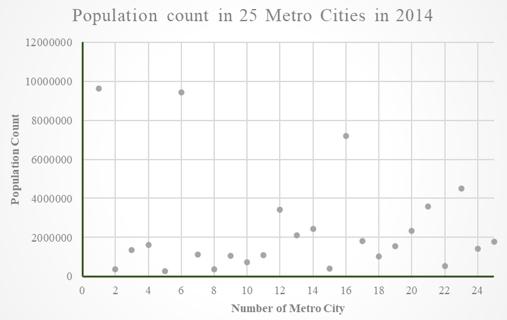 Population count in 25 Metro Cities in 2014
12000000
10000000
8000000
6000000
4000000
2000000
0
0 2 4 6 8 10 12 14 16 18 20 22 24
Population Count
Number of Metro City